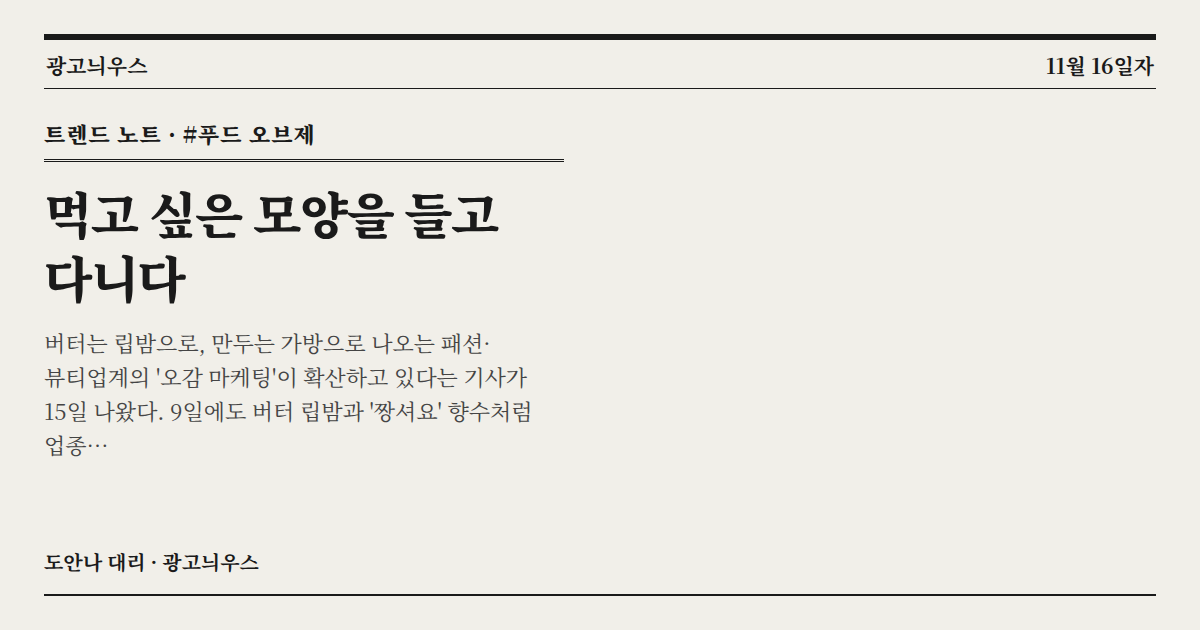 광고늬우스
11월 16일자
트렌드 노트 · #푸드 오브제
먹고 싶은 모양을 들고
다니다
버터는 립밤으로, 만두는 가방으로 나오는 패션·
뷰티업계의 '오감 마케팅'이 확산하고 있다는 기사가
15일 나왔다. 9일에도 버터 립밤과 '짱셔요' 향수처럼
업종…
도안나 대리 · 광고늬우스